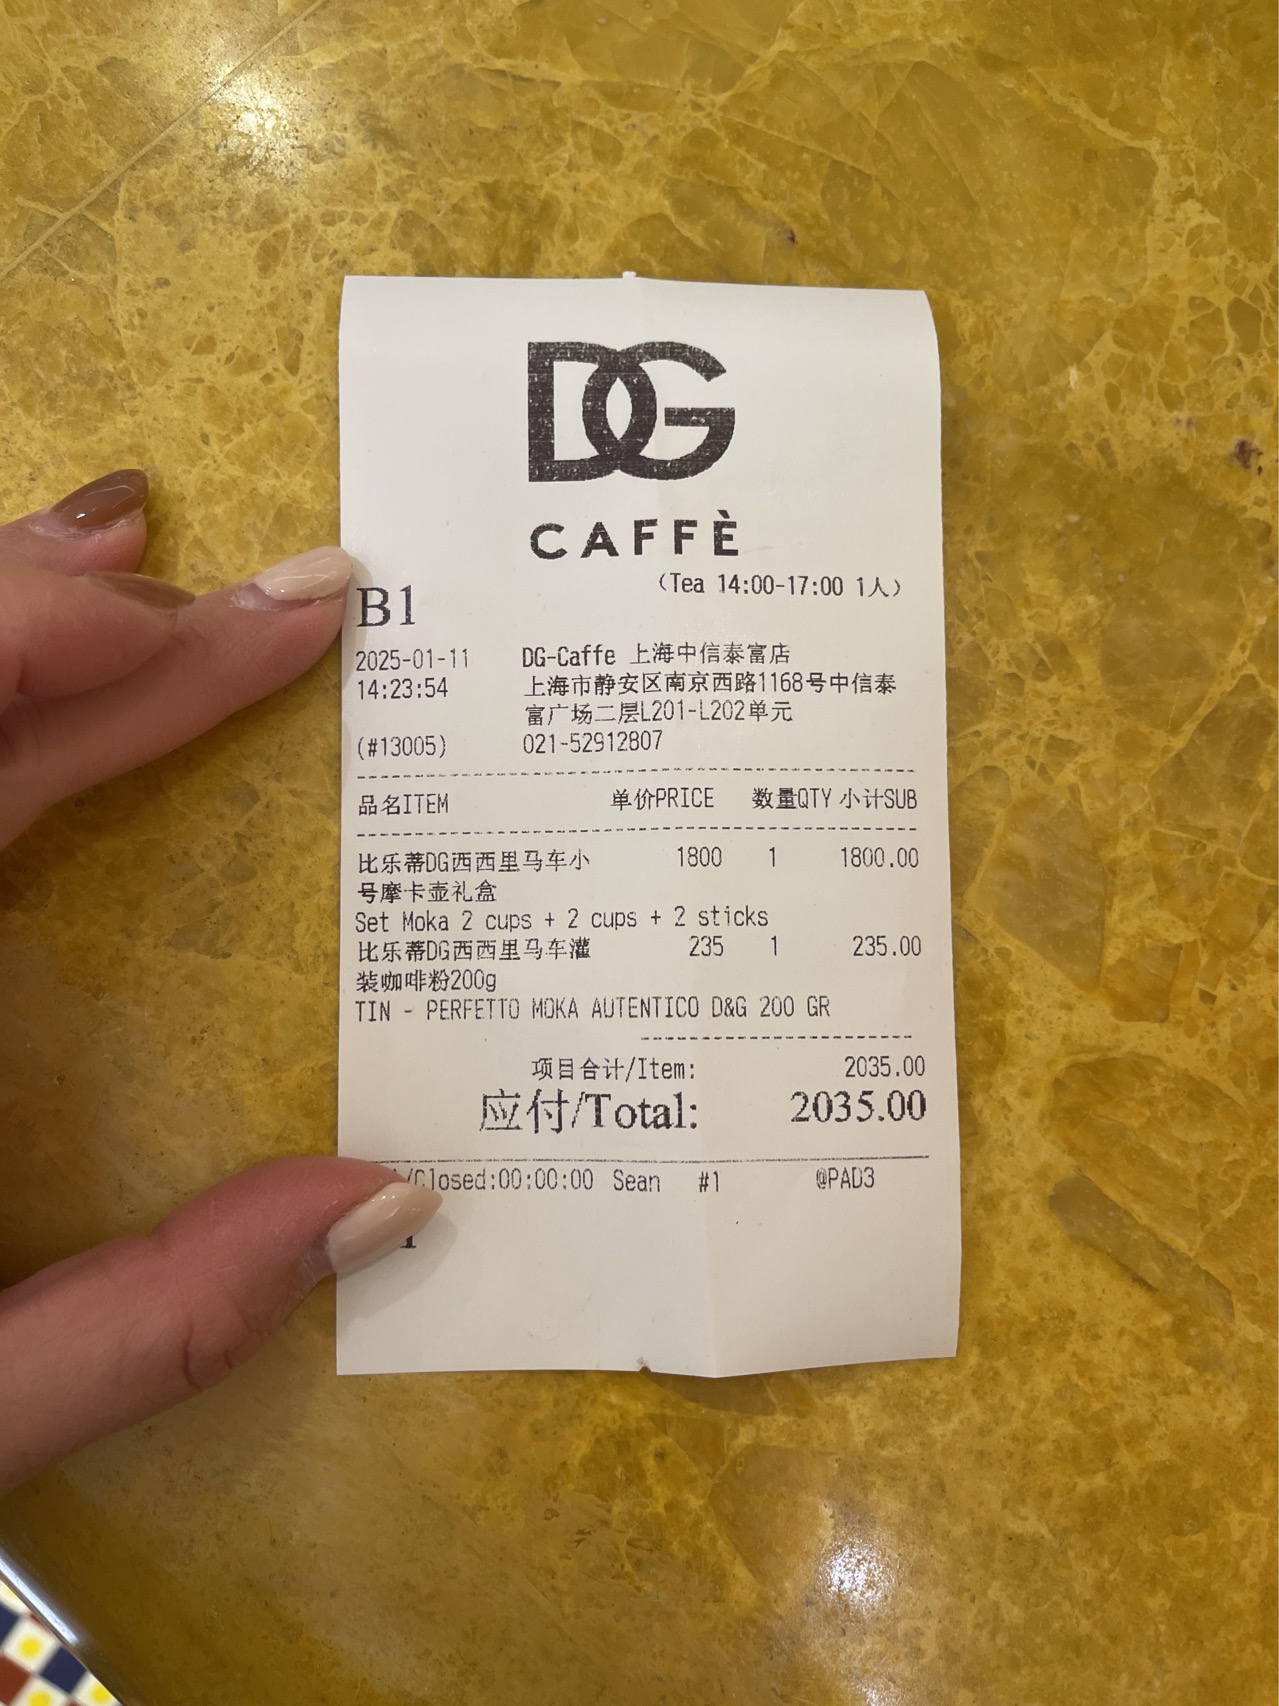 DG
CAFFÈ
(Tea 14:00-17:00 1人)
B1
2025-01-11 DG-Caffe 上海中信泰富店
14:23:54 上海市静安区南京西路1168号中信泰
富广场二层L201-L202单元
(#13005) 021-52912807
品名ITEM 单价PRICE 数量QTY 小计SUB
比乐蒂DG西西里马车小 1800 1 1800.00
号摩卡壶礼盒
Set Moka 2 cups + 2 cups + 2 sticks
比乐蒂DG西西里马车灌 235 1 235.00
装咖啡粉200g
TIN - PERFETTO MOKA AUTENTICO D&G 200 GR
项目合计/Item: 2035.00
应付/Total: 2035.00
/Closed:00:00:00 Sean #1 @PAD3